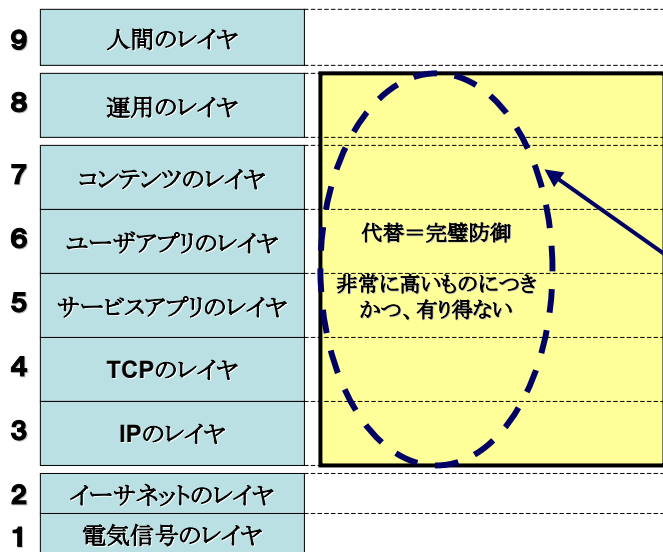 9 人間のレイヤ
8 運用のレイヤ
7 コンテンツのレイヤ
6 ユーザアプリのレイヤ
5 サービスアプリのレイヤ
4 TCPのレイヤ
3 IPのレイヤ
2 イーサネットのレイヤ
1 電気信号のレイヤ
代替=完璧防御
非常に高いものにつき
かつ、有り得ない